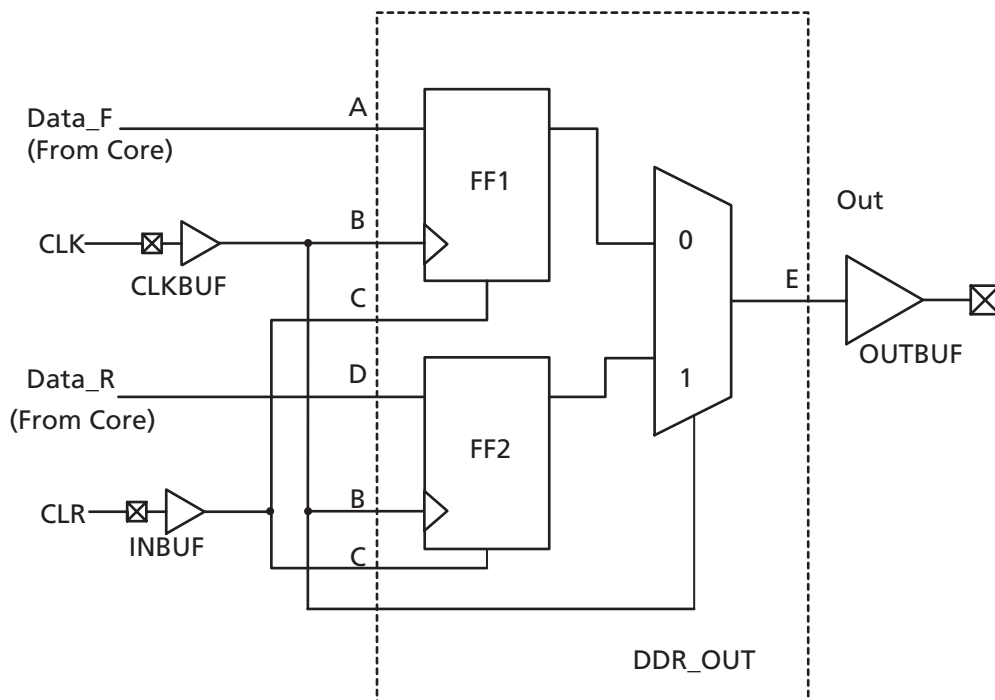 Data_F
(From Core)
A
FF1
CLK
CLKBUF
B
C
0
Out
E
OUTBUF
Data_R
(From Core)
D
1
FF2
CLR
INBUF
B
C
DDR_OUT